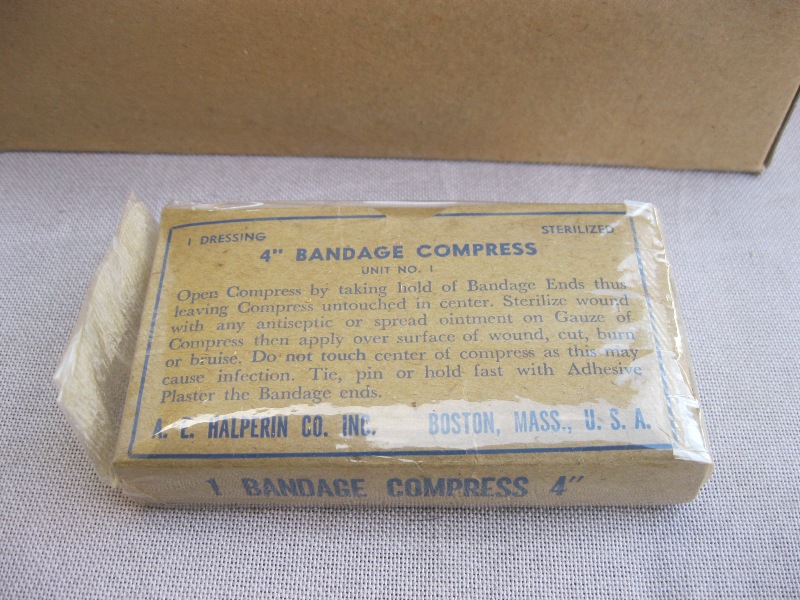 1 DRESSING STERILIZED
4" BANDAGE COMPRESS
UNIT NO. 1
Open Compress by taking hold of Bandage Ends thus
leaving Compress untouched in center. Sterilize wound
with any antiseptic or spread ointment on Gauze of
Compress then apply over surface of wound, cut, burn
or bruise. Do not touch center of compress as this may
cause infection. Tie, pin or hold fast with Adhesive
Plaster the Bandage ends.
A. E. HALPERIN CO. INC. BOSTON, MASS., U. S. A.
1 BANDAGE COMPRESS 4"